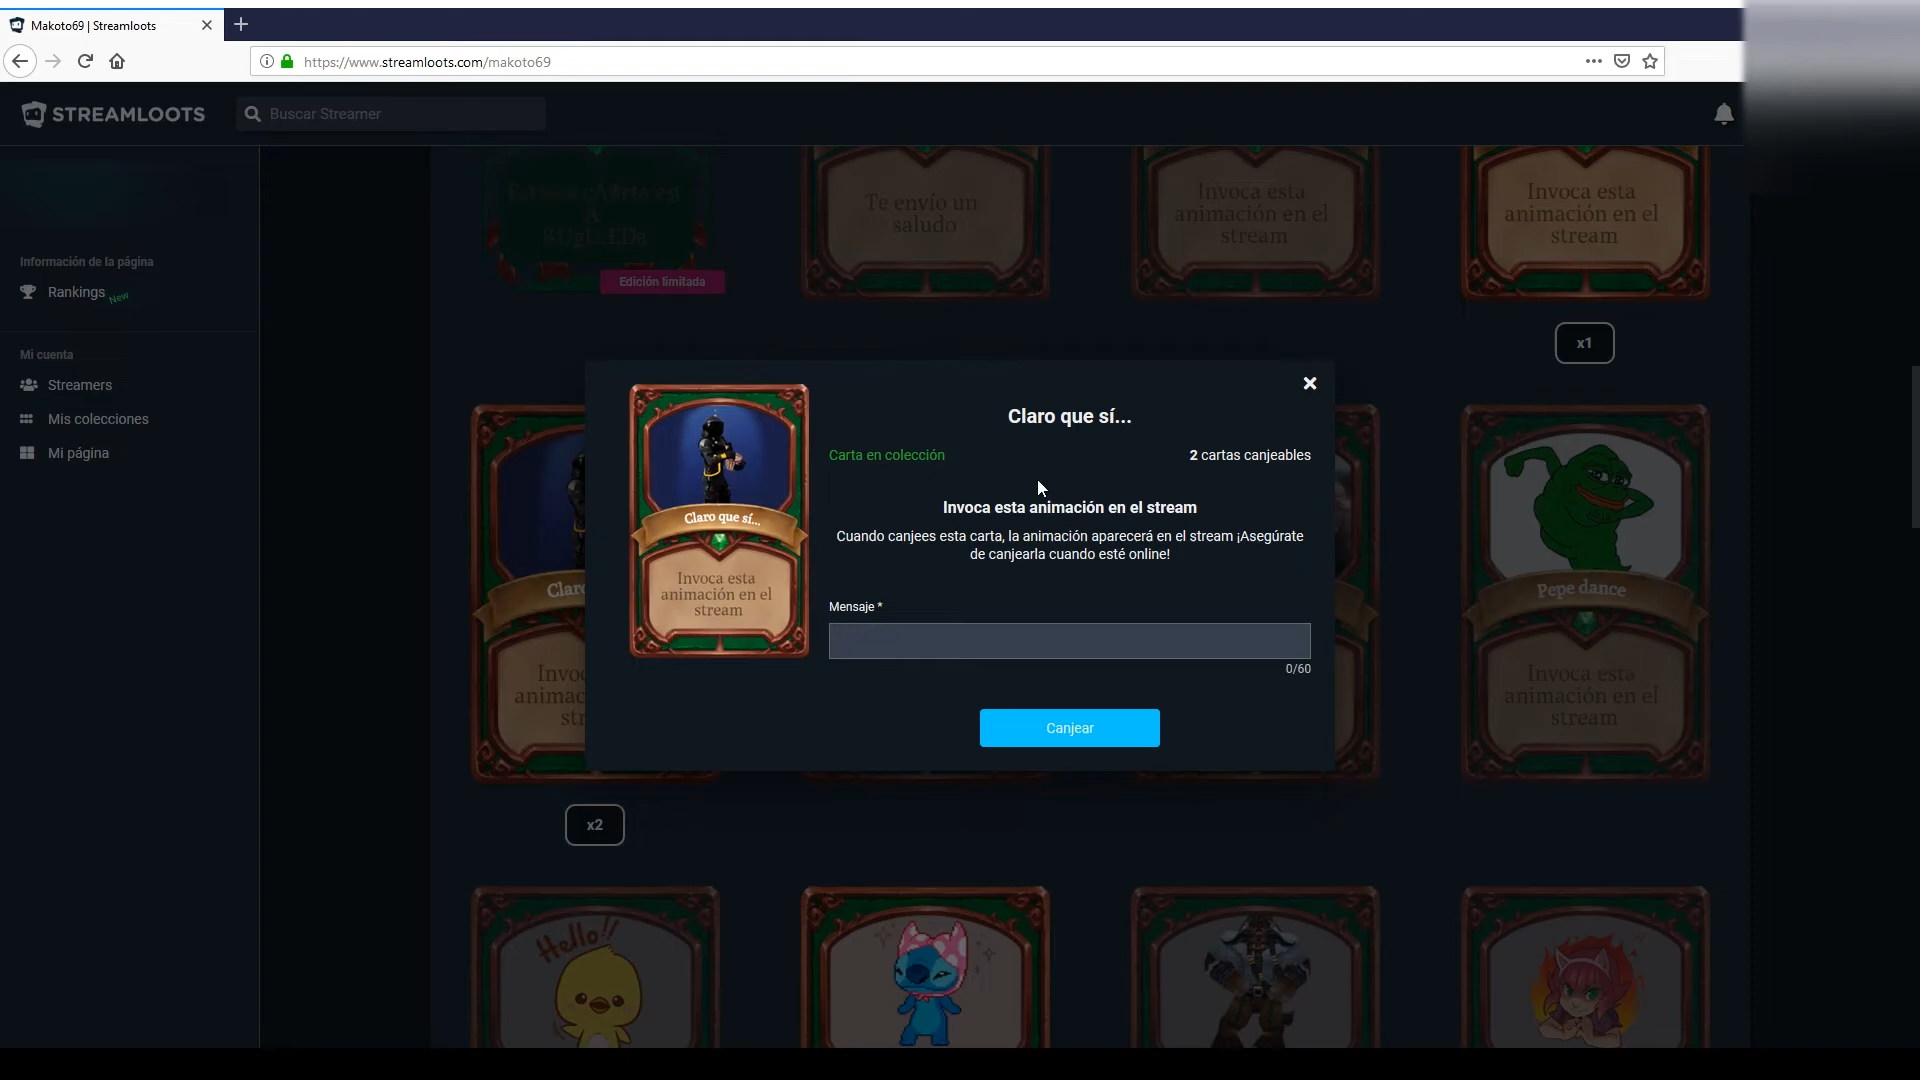 Makoto69 | Streamloots
https://www.streamloots.com/makoto69
STREAMLOOTS
Buscar Streamer
Información de la página
Rankings New
Mi cuenta
Streamers
Mis colecciones
Mi página
Edición limitada
Te envío un
saludo
Invoca esta
animación en el
stream
Invoca esta
animación en el
stream
x1
Claro que sí...
Carta en colección
2 cartas canjeables
Invoca esta animación en el stream
Cuando canjees esta carta, la animación aparecerá en el stream ¡Asegúrate
de canjearla cuando esté online!
Mensaje *
0/60
Canjear
Claro que sí...
Invoca esta
animación en el
stream
Pepe dance
Invoca esta
animación en el
stream
x2
Hello!!